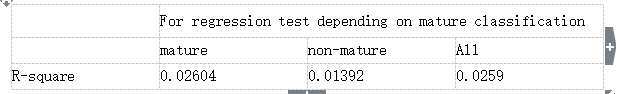 For regression test depending on mature classification
mature non-mature All
R-square 0.02604 0.01392 0.0259